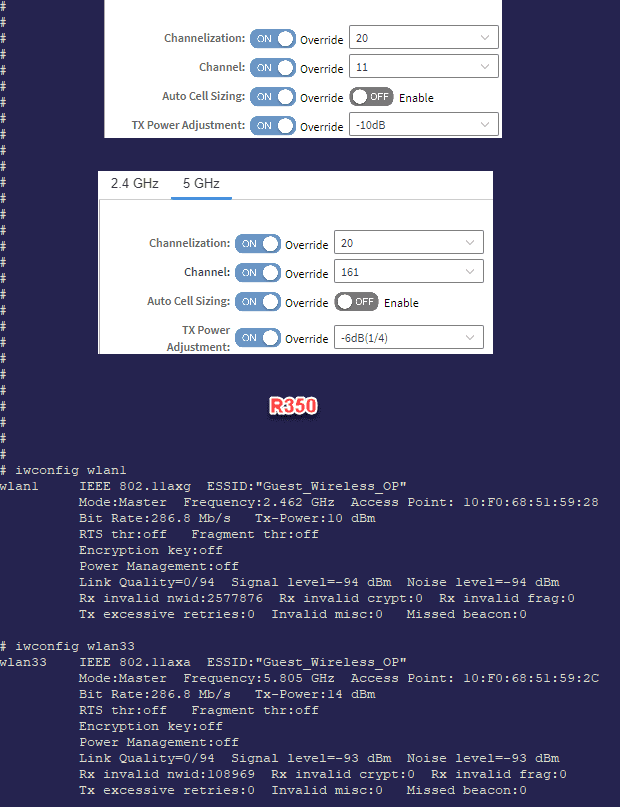 #
#
#
Channelization: ON Override 20
#
Channel: ON Override 11
#
#
Auto Cell Sizing: ON Override OFF Enable
#
TX Power Adjustment: ON Override -10dB
#
#
#
2.4 GHz 5 GHz
#
#
#
Channelization: ON Override 20
#
Channel: ON Override 161
#
#
Auto Cell Sizing: ON Override OFF Enable
#
TX Power
Adjustment: ON Override -6dB(1/4)
#
#
#
#
R350
#
#
#
# iwconfig wlan1
wlan1 IEEE 802.11axg ESSID:"Guest_Wireless_OP"
Mode:Master Frequency:2.462 GHz Access Point: 10:F0:68:51:59:28
Bit Rate:286.8 Mb/s Tx-Power:10 dBm
RTS thr:off Fragment thr:off
Encryption key:off
Power Management:off
Link Quality=0/94 Signal level=-94 dBm Noise level=-94 dBm
Rx invalid nwid:2577876 Rx invalid crypt:0 Rx invalid frag:0
Tx excessive retries:0 Invalid misc:0 Missed beacon:0
# iwconfig wlan33
wlan33 IEEE 802.11axa ESSID:"Guest_Wireless_OP"
Mode:Master Frequency:5.805 GHz Access Point: 10:F0:68:51:59:2C
Bit Rate:286.8 Mb/s Tx-Power:14 dBm
RTS thr:off Fragment thr:off
Encryption key:off
Power Management:off
Link Quality=0/94 Signal level=-93 dBm Noise level=-93 dBm
Rx invalid nwid:108969 Rx invalid crypt:0 Rx invalid frag:0
Tx excessive retries:0 Invalid misc:0 Missed beacon:0